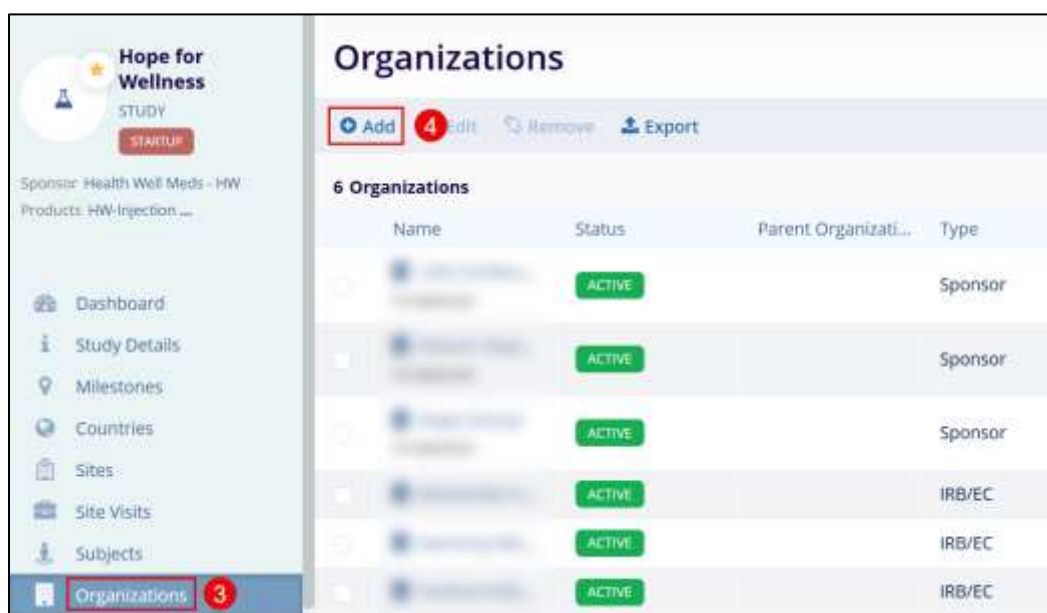 Hope for
Wellness
STUDY
STARTUP
Sponsor: Health Well Meds - HW
Products: HW-Injection ...
Dashboard
Study Details
Milestones
Countries
Sites
Site Visits
Subjects
Organizations 3
Organizations
Add 4 Edit Remove Export
6 Organizations
Name Status Parent Organizati... Type
ACTIVE Sponsor
ACTIVE Sponsor
ACTIVE Sponsor
ACTIVE IRB/EC
ACTIVE IRB/EC
ACTIVE IRB/EC